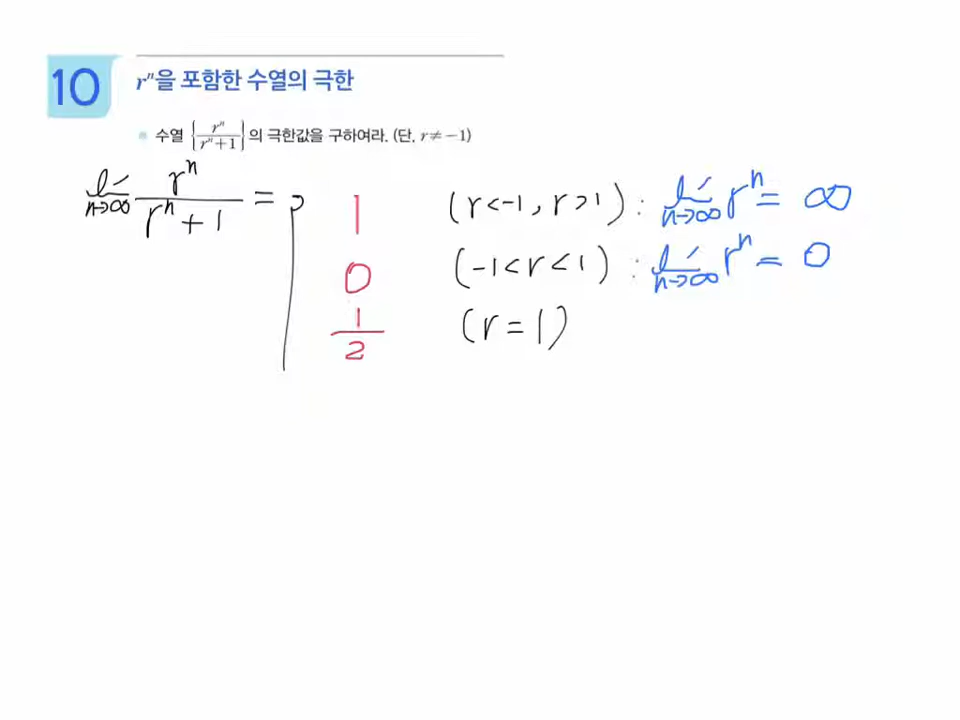 10 rⁿ을 포함한 수열의 극한
수열 {rⁿ/(rⁿ+1)}의 극한값을 구하여라. (단, r≠-1)
lim n→∞ rⁿ/(rⁿ+1) =
1 (r<-1, r>1) : lim n→∞ rⁿ = ∞
0 (-1<r<1) : lim n→∞ rⁿ = 0
1/2 (r=1)